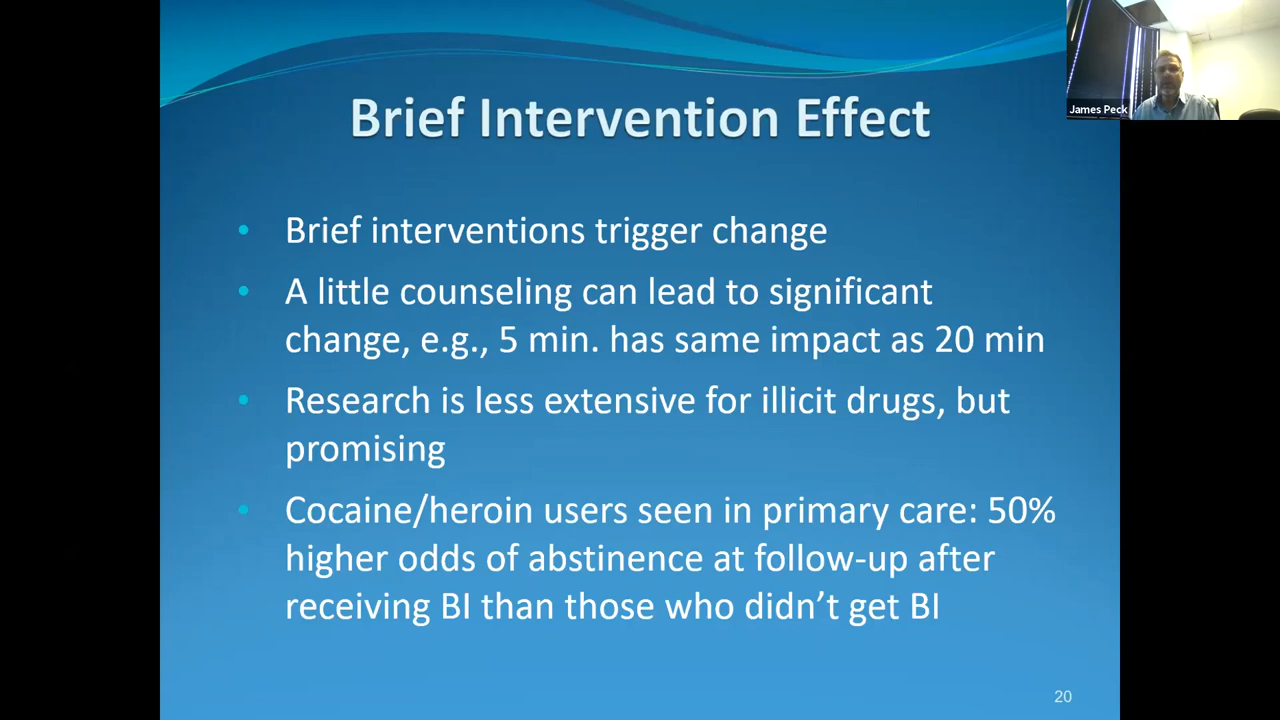 James Peck
Brief Intervention Effect
• Brief interventions trigger change
• A little counseling can lead to significant
change, e.g., 5 min. has same impact as 20 min
• Research is less extensive for illicit drugs, but
promising
• Cocaine/heroin users seen in primary care: 50%
higher odds of abstinence at follow-up after
receiving BI than those who didn’t get BI
20